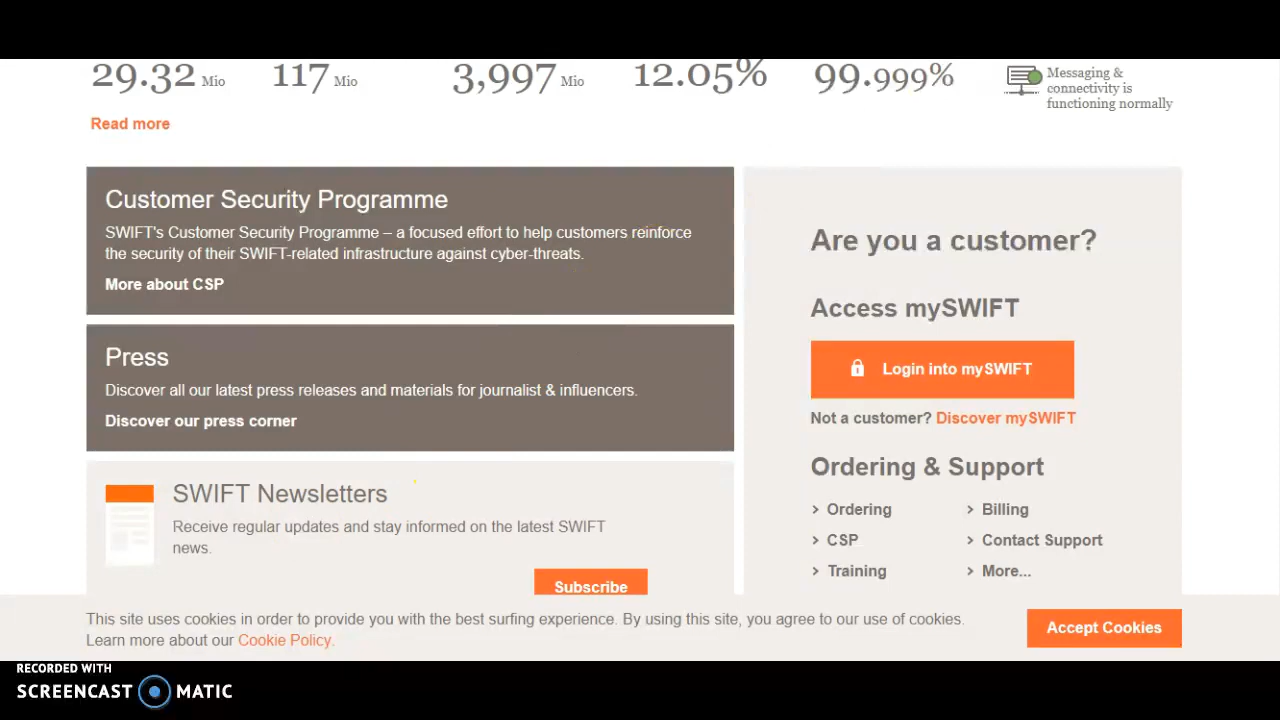 29.32 Mio 117 Mio 3,997 Mio 12.05% 99.999%
Messaging &
connectivity is
functioning normally
Read more
Customer Security Programme
SWIFT's Customer Security Programme – a focused effort to help customers reinforce
the security of their SWIFT-related infrastructure against cyber-threats.
More about CSP
Press
Discover all our latest press releases and materials for journalist & influencers.
Discover our press corner
SWIFT Newsletters
Receive regular updates and stay informed on the latest SWIFT
news.
Subscribe
Are you a customer?
Access mySWIFT
Login into mySWIFT
Not a customer? Discover mySWIFT
Ordering & Support
> Ordering > Billing
> CSP > Contact Support
> Training > More...
This site uses cookies in order to provide you with the best surfing experience. By using this site, you agree to our use of cookies.
Learn more about our Cookie Policy.
Accept Cookies
RECORDED WITH
SCREENCAST MATIC